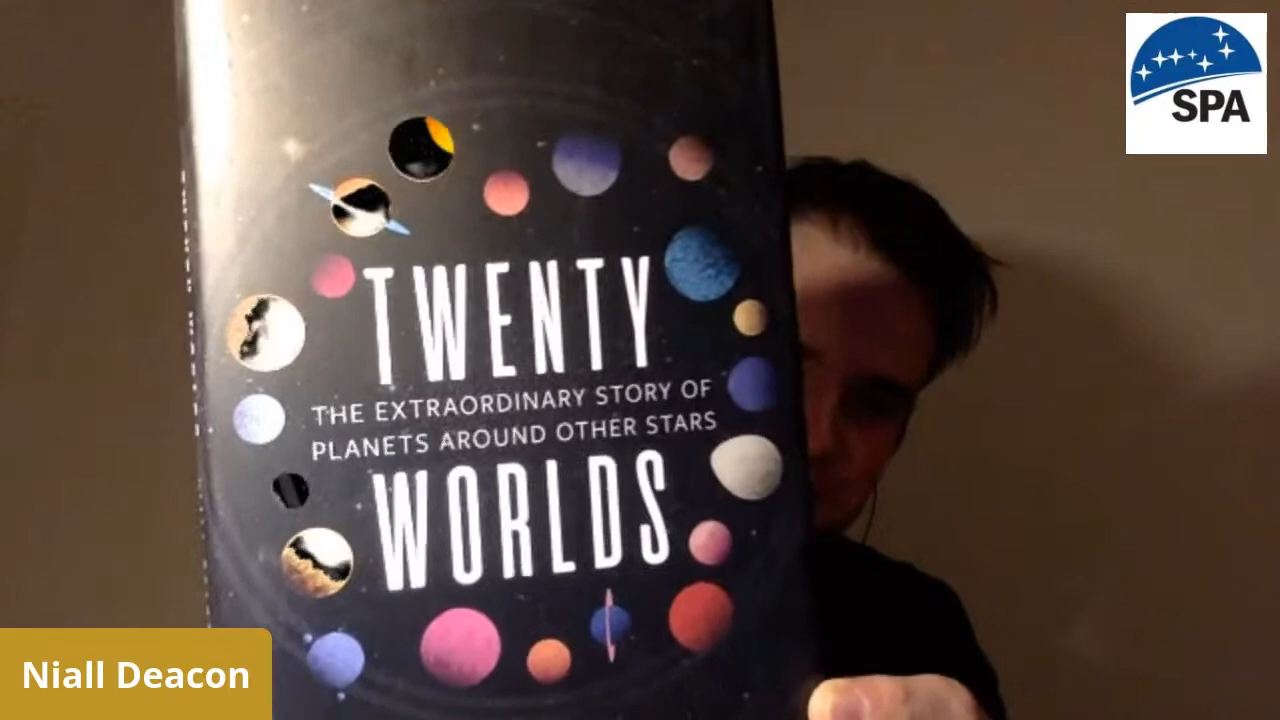 SPA
TWENTY
THE EXTRAORDINARY STORY OF
PLANETS AROUND OTHER STARS
WORLDS
Niall Deacon